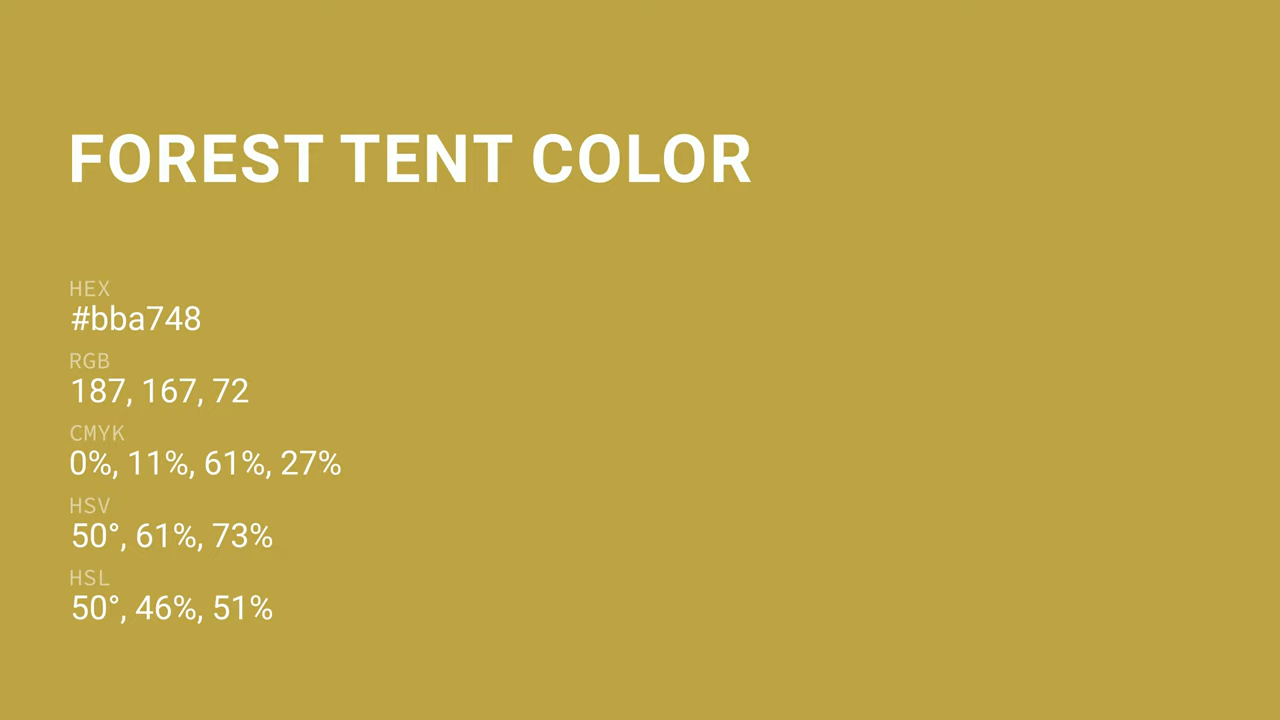 FOREST TENT COLOR
HEX
#bba748
RGB
187, 167, 72
CMYK
0%, 11%, 61%, 27%
HSV
50°, 61%, 73%
HSL
50°, 46%, 51%